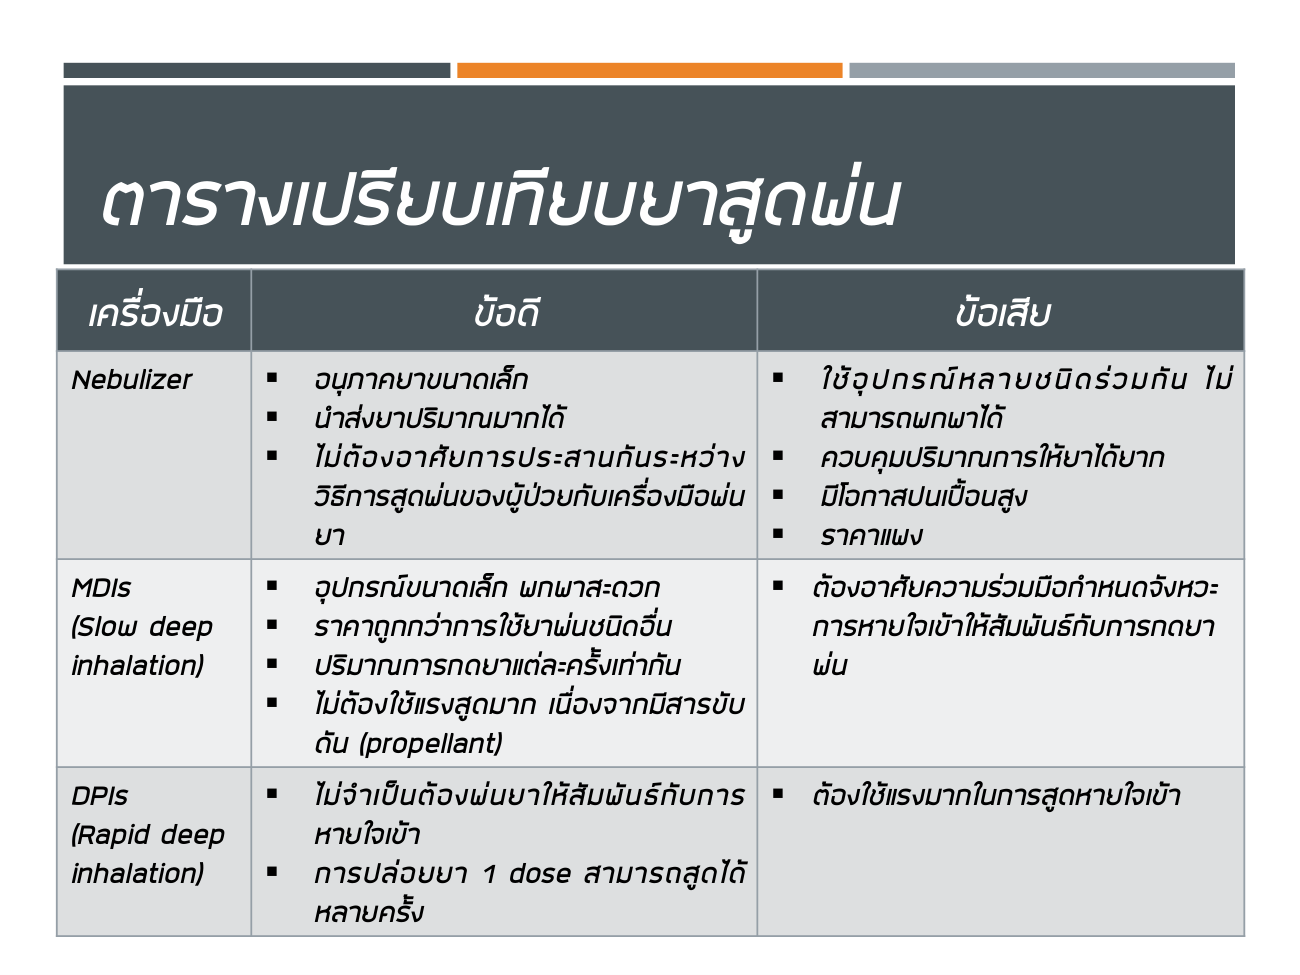 ตารางเปรียบเทียบยาสูดพ่น
เครื่องมือ
ข้อดี
ข้อเสีย
Nebulizer
▪ อนุภาคยาขนาดเล็ก
▪ นำส่งยาปริมาณมากได้
▪ ไม่ต้องอาศัยการประสานกันระหว่าง
วิธีการสูดพ่นของผู้ป่วยกับเครื่องมือพ่น
ยา
▪ ใช้อุปกรณ์หลายชนิดร่วมกัน ไม่
สามารถพกพาได้
▪ ควบคุมปริมาณการให้ยาได้ยาก
▪ มีโอกาสปนเปื้อนสูง
▪ ราคาแพง
MDIs
(Slow deep
inhalation)
▪ อุปกรณ์ขนาดเล็ก พกพาสะดวก
▪ ราคาถูกกว่าการใช้ยาพ่นชนิดอื่น
▪ ปริมาณการกดยาแต่ละครั้งเท่ากัน
▪ ไม่ต้องใช้แรงสูดมาก เนื่องจากมีสารขับ
ดัน (propellant)
▪ ต้องอาศัยความร่วมมือกำหนดจังหวะ
การหายใจเข้าให้สัมพันธ์กับการกดยา
พ่น
DPIs
(Rapid deep
inhalation)
▪ ไม่จำเป็นต้องพ่นยาให้สัมพันธ์กับการ
หายใจเข้า
▪ การปล่อยยา 1 dose สามารถสูดได้
หลายครั้ง
▪ ต้องใช้แรงมากในการสูดหายใจเข้า